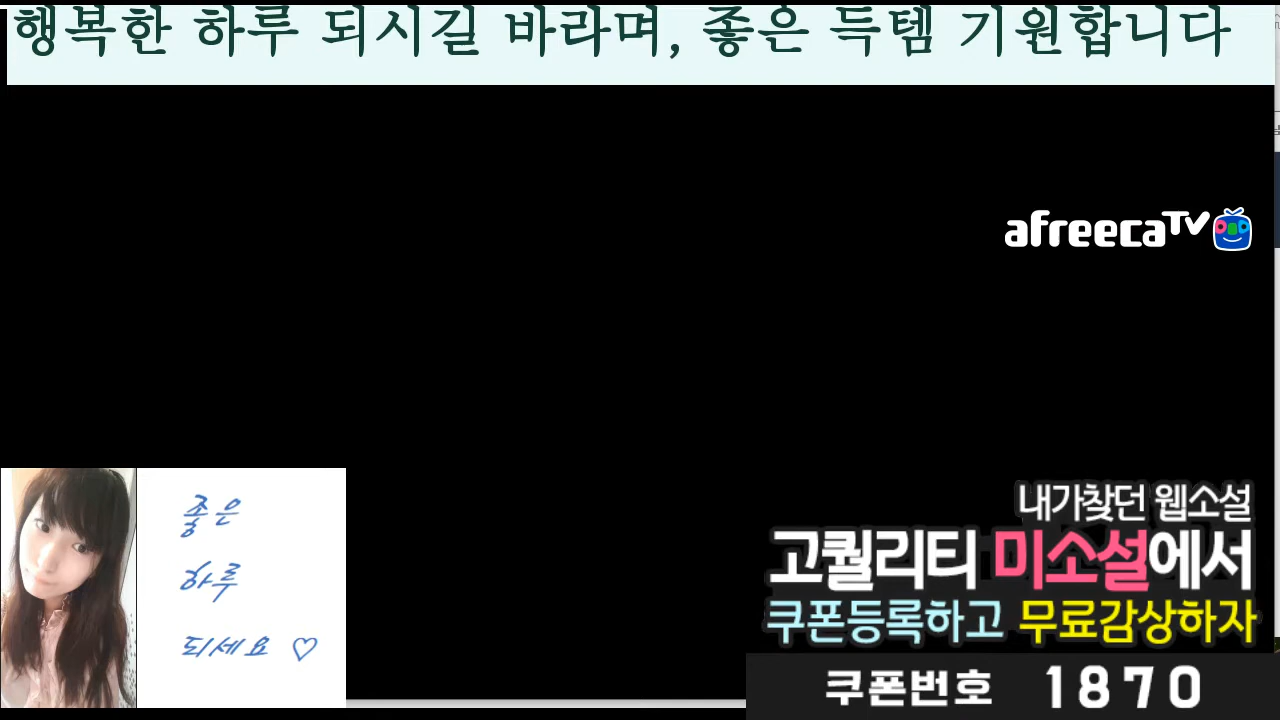 행복한 하루 되시길 바라며, 좋은 득템 기원합니다
afreecaTV
좋은
하루
되세요 ♡
내가찾던 웹소설
고퀄리티 미소설에서
쿠폰등록하고 무료감상하자
쿠폰번호 1870